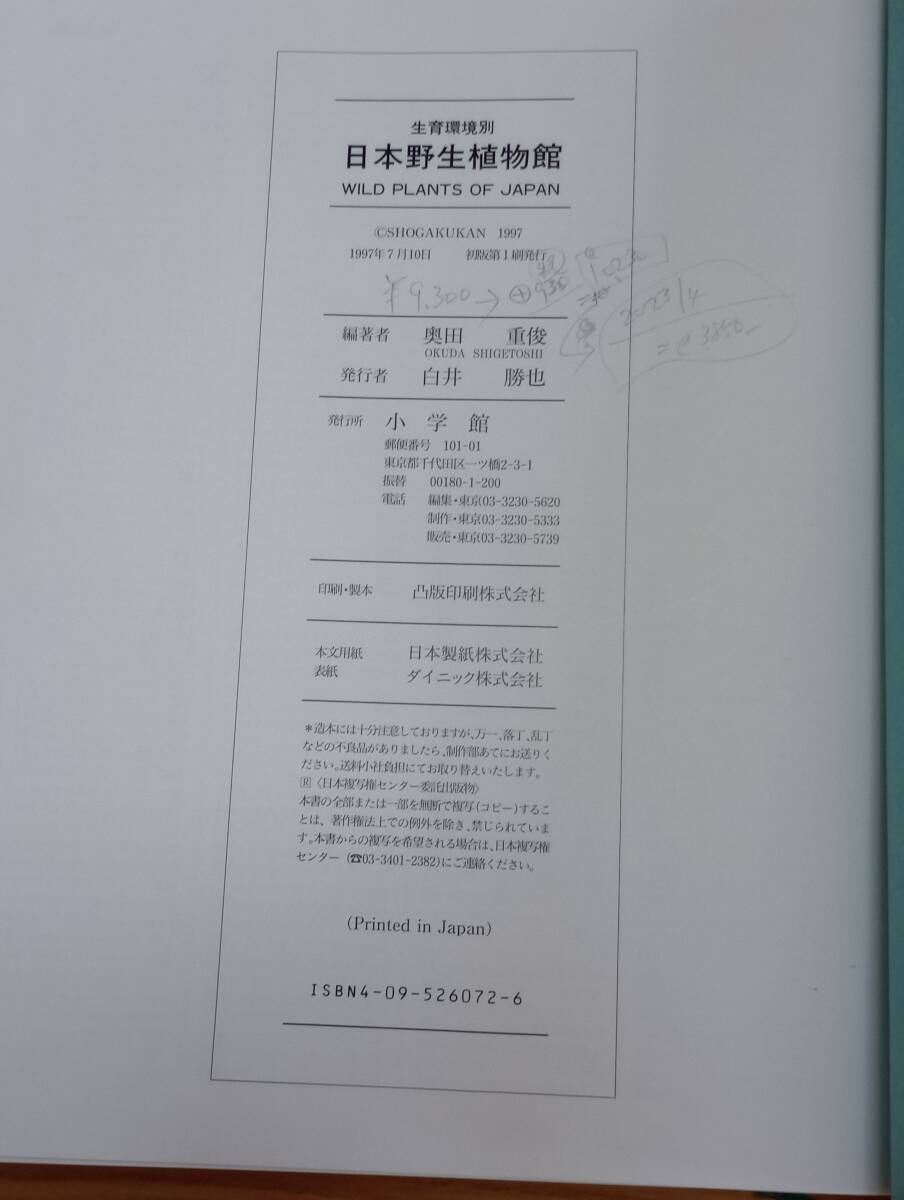 生育環境別
日本野生植物館
WILD PLANTS OF JAPAN
©SHOGAKUKAN 1997
1997年7月10日 初版第1刷発行
¥9,300→ ⊕930 10230
2023/4
= @3850-
編著者 奥田 重俊
OKUDA SHIGETOSHI
発行者 白井 勝也
発行所 小学館
郵便番号 101-01
東京都千代田区一ツ橋2-3-1
振替 00180-1-200
電話 編集・東京03-3230-5620
制作・東京03-3230-5333
販売・東京03-3230-5739
印刷・製本 凸版印刷株式会社
本文用紙 日本製紙株式会社
表紙 ダイニック株式会社
*造本には十分注意しておりますが、万一、落丁、乱丁
などの不良品がありましたら、制作部あてにお送りく
ださい。送料小社負担にてお取り替えいたします。
Ⓡ〈日本複写権センター委託出版物〉
本書の全部または一部を無断で複写(コピー)するこ
とは、著作権法上での例外を除き、禁じられていま
す。本書からの複写を希望される場合は、日本複写権
センター(☎03-3401-2382)にご連絡ください。
(Printed in Japan)
ISBN4-09-526072-6